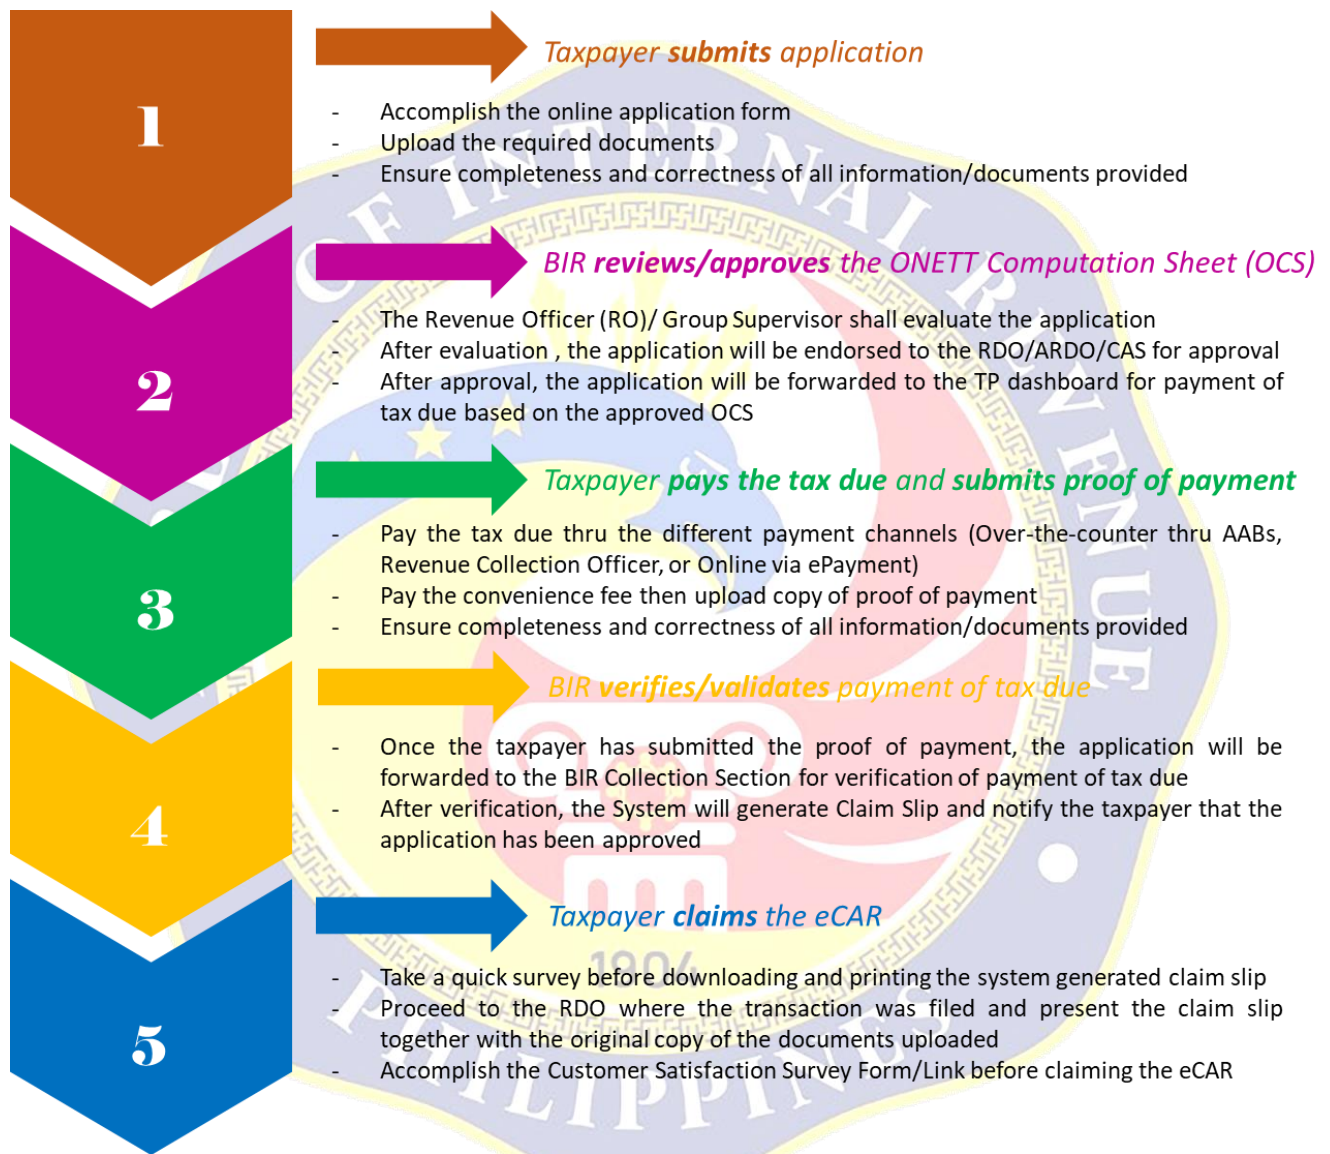 1
Taxpayer submits application
- Accomplish the online application form
- Upload the required documents
- Ensure completeness and correctness of all information/documents provided
2
BIR reviews/approves the ONETT Computation Sheet (OCS)
- The Revenue Officer (RO)/ Group Supervisor shall evaluate the application
- After evaluation , the application will be endorsed to the RDO/ARDO/CAS for approval
- After approval, the application will be forwarded to the TP dashboard for payment of
tax due based on the approved OCS
3
Taxpayer pays the tax due and submits proof of payment
- Pay the tax due thru the different payment channels (Over-the-counter thru AABs,
Revenue Collection Officer, or Online via ePayment)
- Pay the convenience fee then upload copy of proof of payment
- Ensure completeness and correctness of all information/documents provided
4
BIR verifies/validates payment of tax due
- Once the taxpayer has submitted the proof of payment, the application will be
forwarded to the BIR Collection Section for verification of payment of tax due
- After verification, the System will generate Claim Slip and notify the taxpayer that the
application has been approved
5
Taxpayer claims the eCAR
- Take a quick survey before downloading and printing the system generated claim slip
- Proceed to the RDO where the transaction was filed and present the claim slip
together with the original copy of the documents uploaded
- Accomplish the Customer Satisfaction Survey Form/Link before claiming the eCAR
OF INTERNAL REVENUE
1904
PHILIPPINES